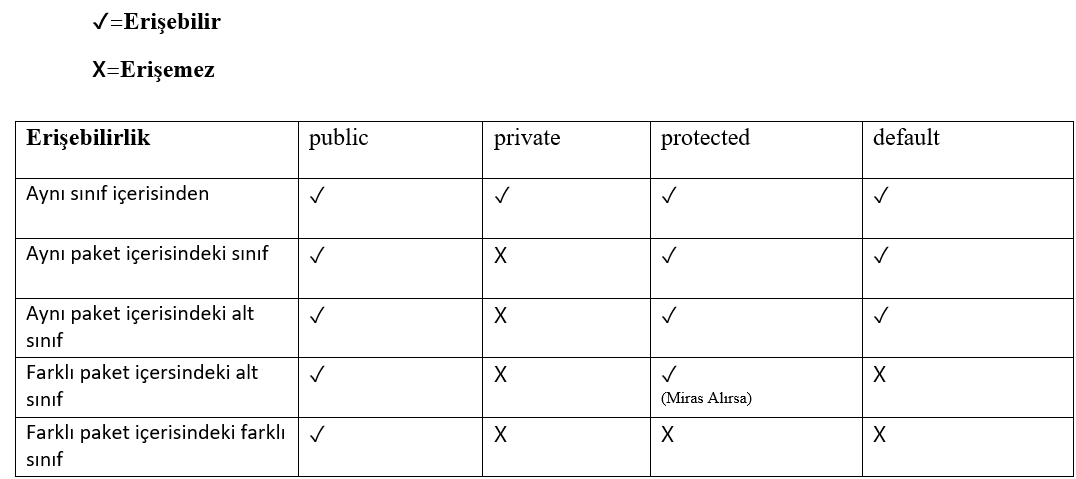 ✓=Erişebilir
X=Erişemez
Erişebilirlik public private protected default
Aynı sınıf içerisinden ✓ ✓ ✓ ✓
Aynı paket içerisindeki sınıf ✓ X ✓ ✓
Aynı paket içerisindeki alt ✓ X ✓ ✓
sınıf
Farklı paket içersindeki alt ✓ X ✓ X
sınıf (Miras Alırsa)
Farklı paket içerisindeki farklı ✓ X X X
sınıf